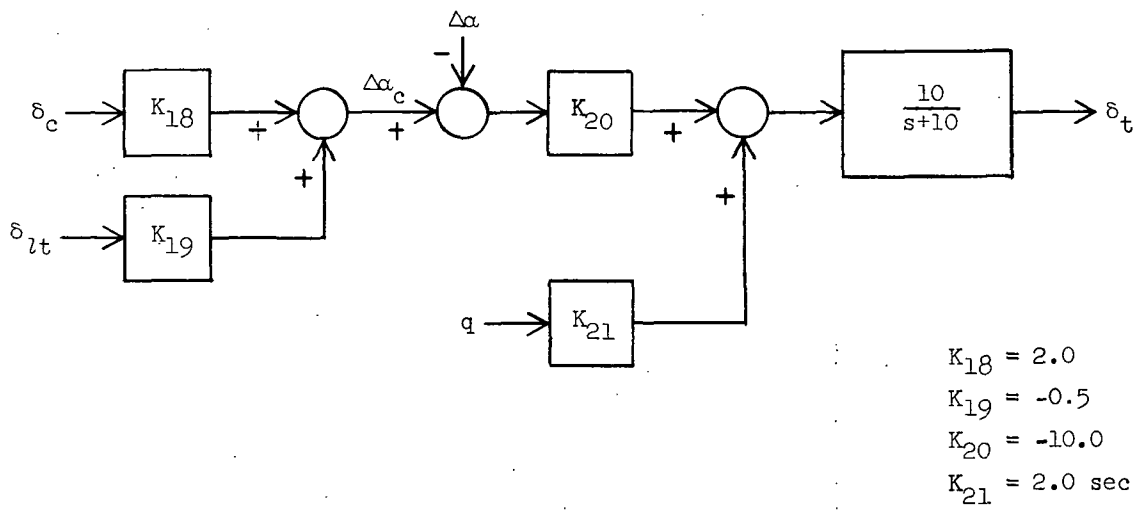 Δα
−
δc K18 + Δαc + K20 + 10/(s+10) δt
+
δlt K19
+
q K21
K18 = 2.0
K19 = -0.5
K20 = -10.0
K21 = 2.0 sec